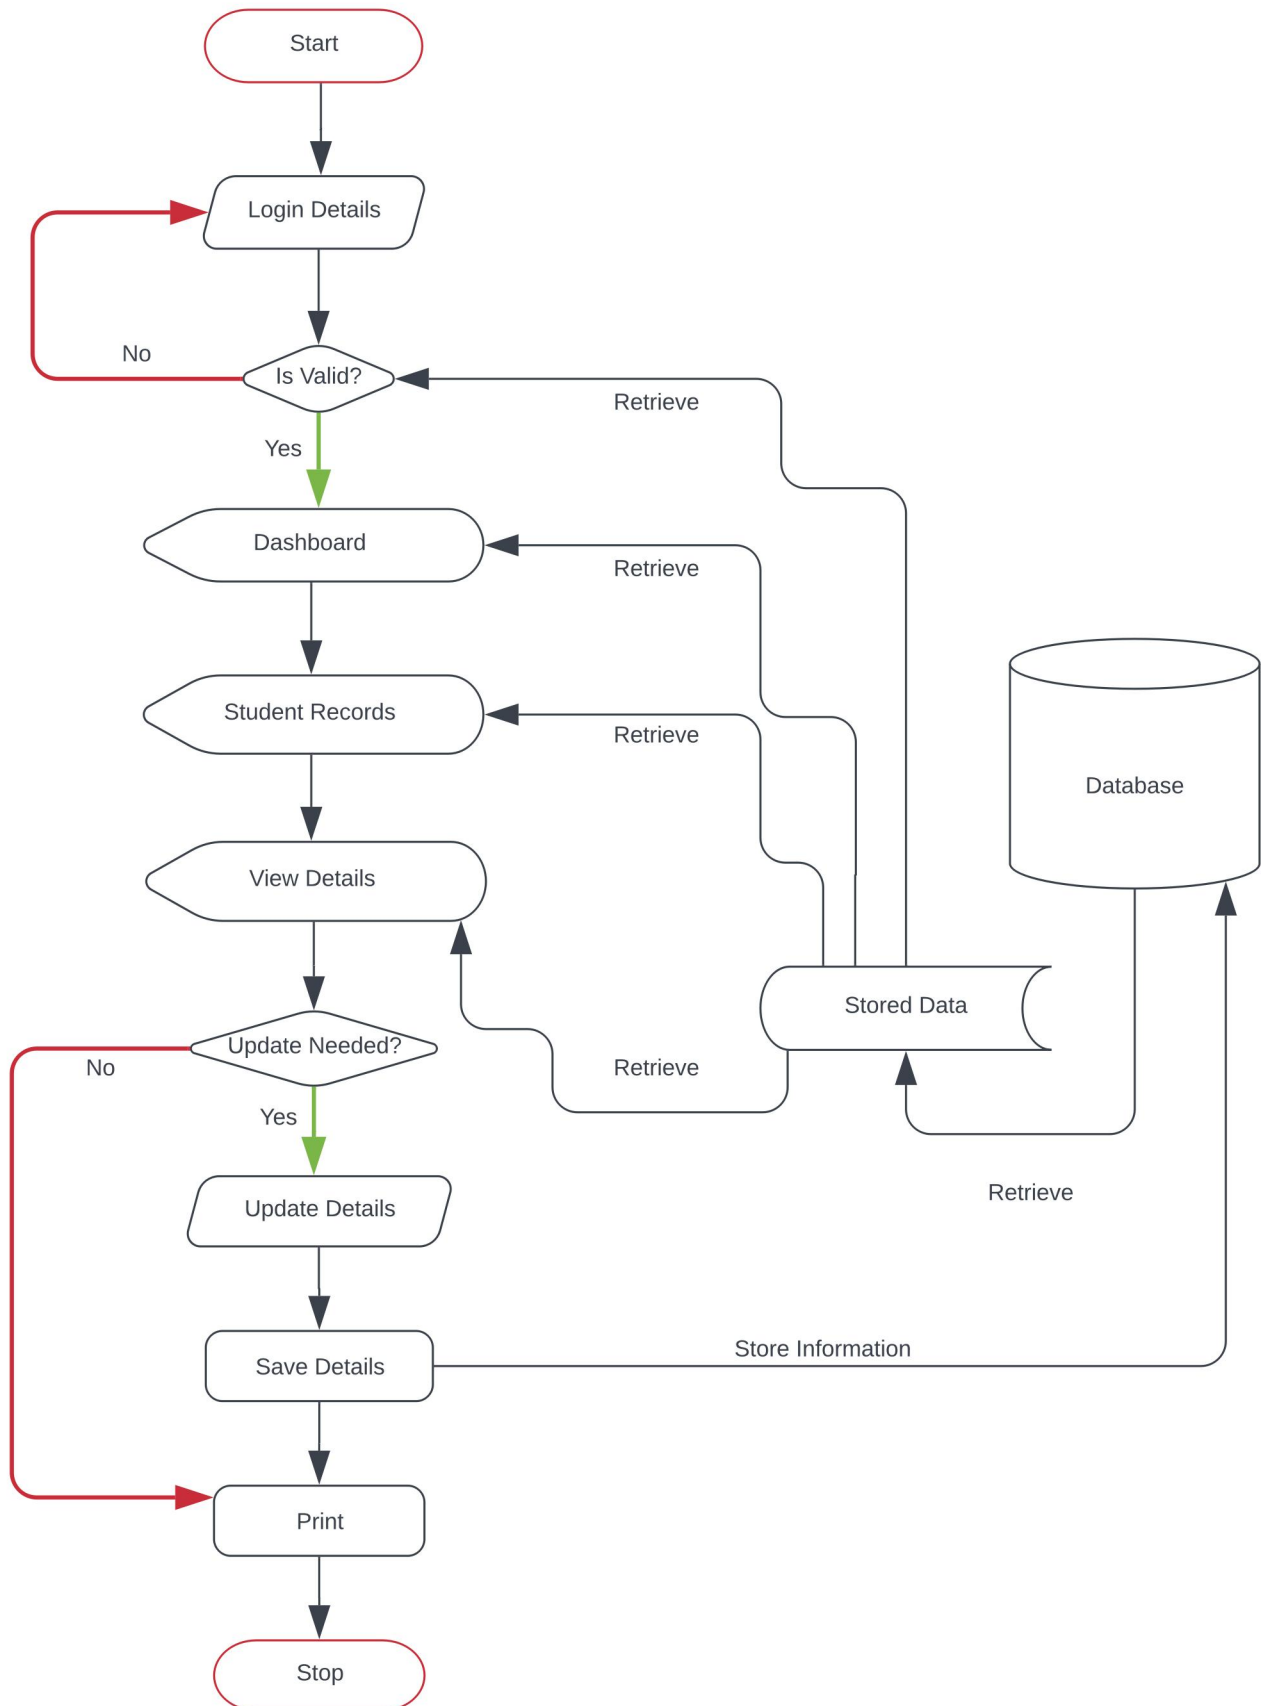 Start
Login Details
No
Is Valid?
Retrieve
Yes
Dashboard
Retrieve
Student Records
Retrieve
Database
View Details
Stored Data
Update Needed?
No
Retrieve
Yes
Retrieve
Update Details
Store Information
Save Details
Print
Stop